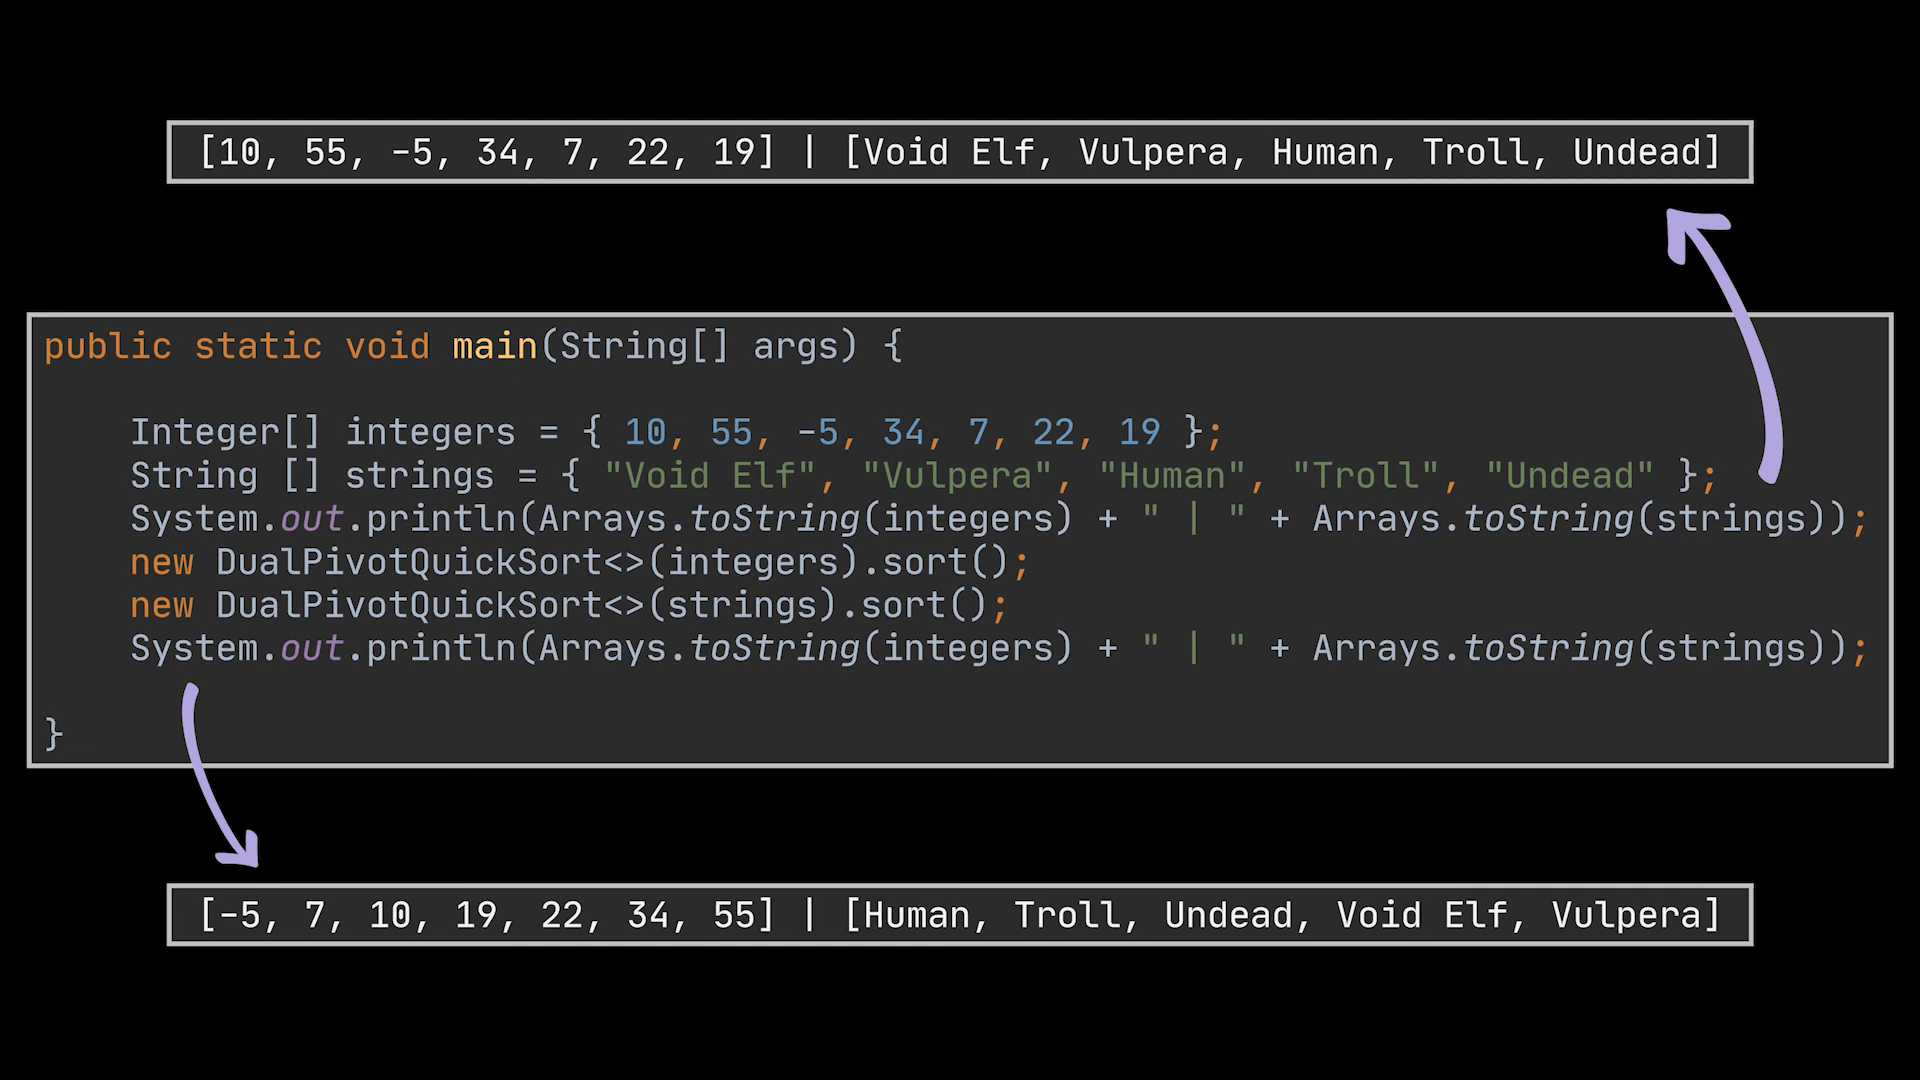 [10, 55, -5, 34, 7, 22, 19] | [Void Elf, Vulpera, Human, Troll, Undead]
public static void main(String[] args) {
Integer[] integers = { 10, 55, -5, 34, 7, 22, 19 };
String [] strings = { "Void Elf", "Vulpera", "Human", "Troll", "Undead" };
System.out.println(Arrays.toString(integers) + " | " + Arrays.toString(strings));
new DualPivotQuickSort<>(integers).sort();
new DualPivotQuickSort<>(strings).sort();
System.out.println(Arrays.toString(integers) + " | " + Arrays.toString(strings));
}
[-5, 7, 10, 19, 22, 34, 55] | [Human, Troll, Undead, Void Elf, Vulpera]